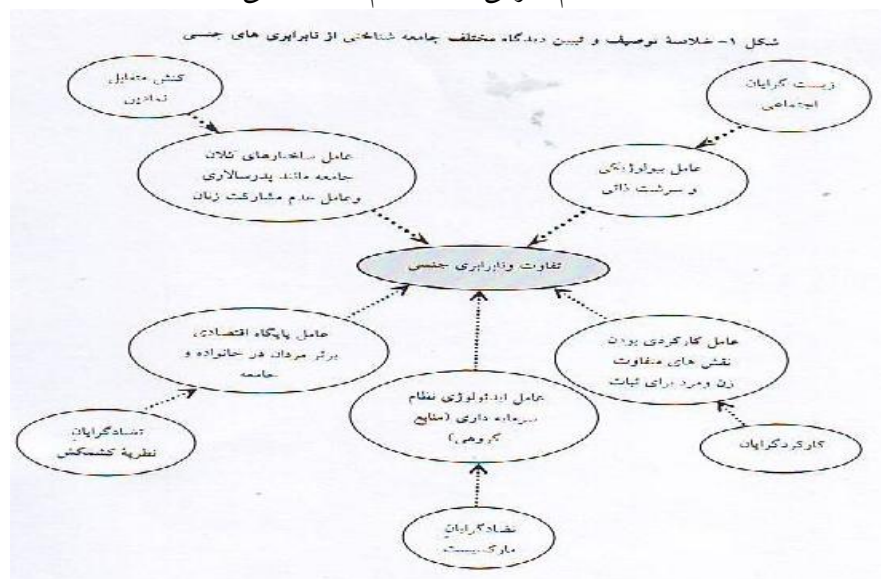 شکل ۱- خلاصهٔ توصیف و تبیین دیدگاه مختلف جامعه شناختی از نابرابری های جنسی
زیست گرایان
اجتماعی
عامل بیولوژیکی
و سرشت ذاتی
کنش متقابل
نمادین
عامل ساختارهای کلان
جامعه مانند پدرسالاری
وعامل عدم مشارکت زنان
تفاوت ونابرابری جنسی
عامل کارکردی بودن
نقش های متفاوت
زن ومرد برای ثبات
کارکردگرایان
عامل ایدئولوژی نظام
سرمایه داری (منابع
گروهی)
تضادگرایان
مارکسیست
عامل پایگاه اقتصادی
برتر مردان در خانواده و
جامعه
تضادگرایان
نظریهٔ کشمکش